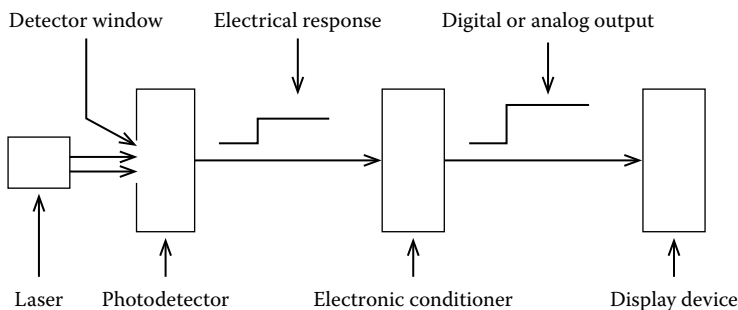 Detector window
Electrical response
Digital or analog output
Laser
Photodetector
Electronic conditioner
Display device